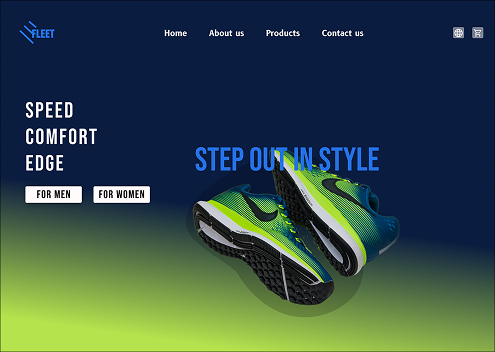 FLEET
Home About us Products Contact us
SPEED
COMFORT
EDGE
STEP OUT IN STYLE
FOR MEN FOR WOMEN